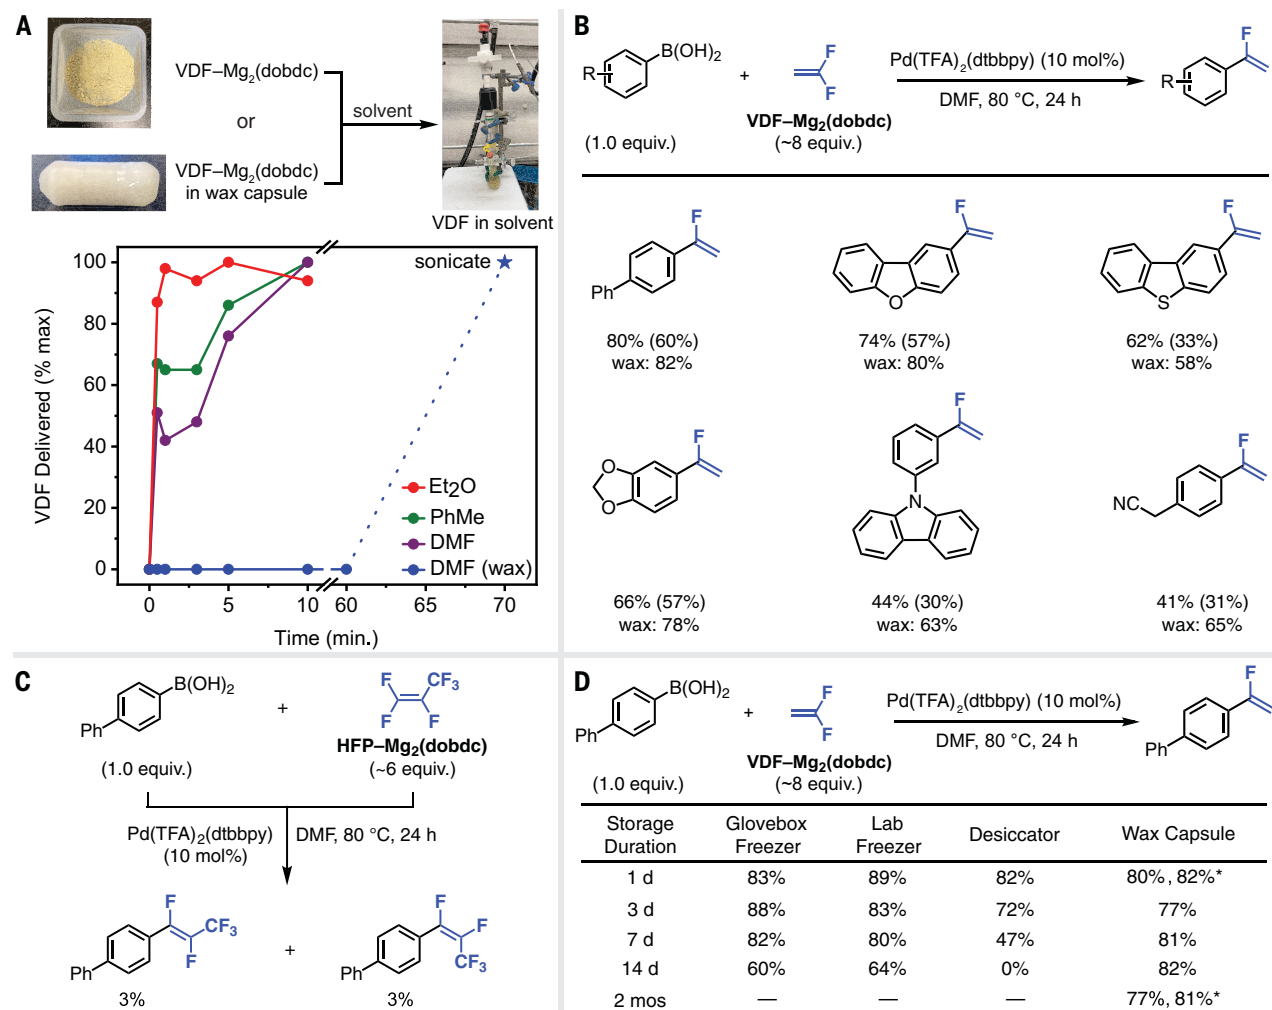 A
VDF–Mg2(dobdc)
or
VDF–Mg2(dobdc)
in wax capsule
solvent
VDF in solvent
VDF Delivered (% max)
100
80
60
40
20
0
sonicate
Et2O
PhMe
DMF
DMF (wax)
0 5 10 60 65 70
Time (min.)
B
R
B(OH)2
(1.0 equiv.)
+
F
F
VDF–Mg2(dobdc)
(~8 equiv.)
Pd(TFA)2(dtbbpy) (10 mol%)
DMF, 80 °C, 24 h
F
R
F
Ph
80% (60%)
wax: 82%
F
O
74% (57%)
wax: 80%
F
S
62% (33%)
wax: 58%
F
O
O
66% (57%)
wax: 78%
F
N
44% (30%)
wax: 63%
F
NC
41% (31%)
wax: 65%
C
B(OH)2
Ph
(1.0 equiv.)
+
F CF3
F F
HFP–Mg2(dobdc)
(~6 equiv.)
Pd(TFA)2(dtbbpy)
(10 mol%)
DMF, 80 °C, 24 h
F
CF3
F
Ph
3%
+
F
F
CF3
Ph
3%
D
B(OH)2
Ph
(1.0 equiv.)
+
F
F
VDF–Mg2(dobdc)
(~8 equiv.)
Pd(TFA)2(dtbbpy) (10 mol%)
DMF, 80 °C, 24 h
F
Ph
Storage Duration Glovebox Freezer Lab Freezer Desiccator Wax Capsule
1 d 83% 89% 82% 80%, 82%*
3 d 88% 83% 72% 77%
7 d 82% 80% 47% 81%
14 d 60% 64% 0% 82%
2 mos — — — 77%, 81%*